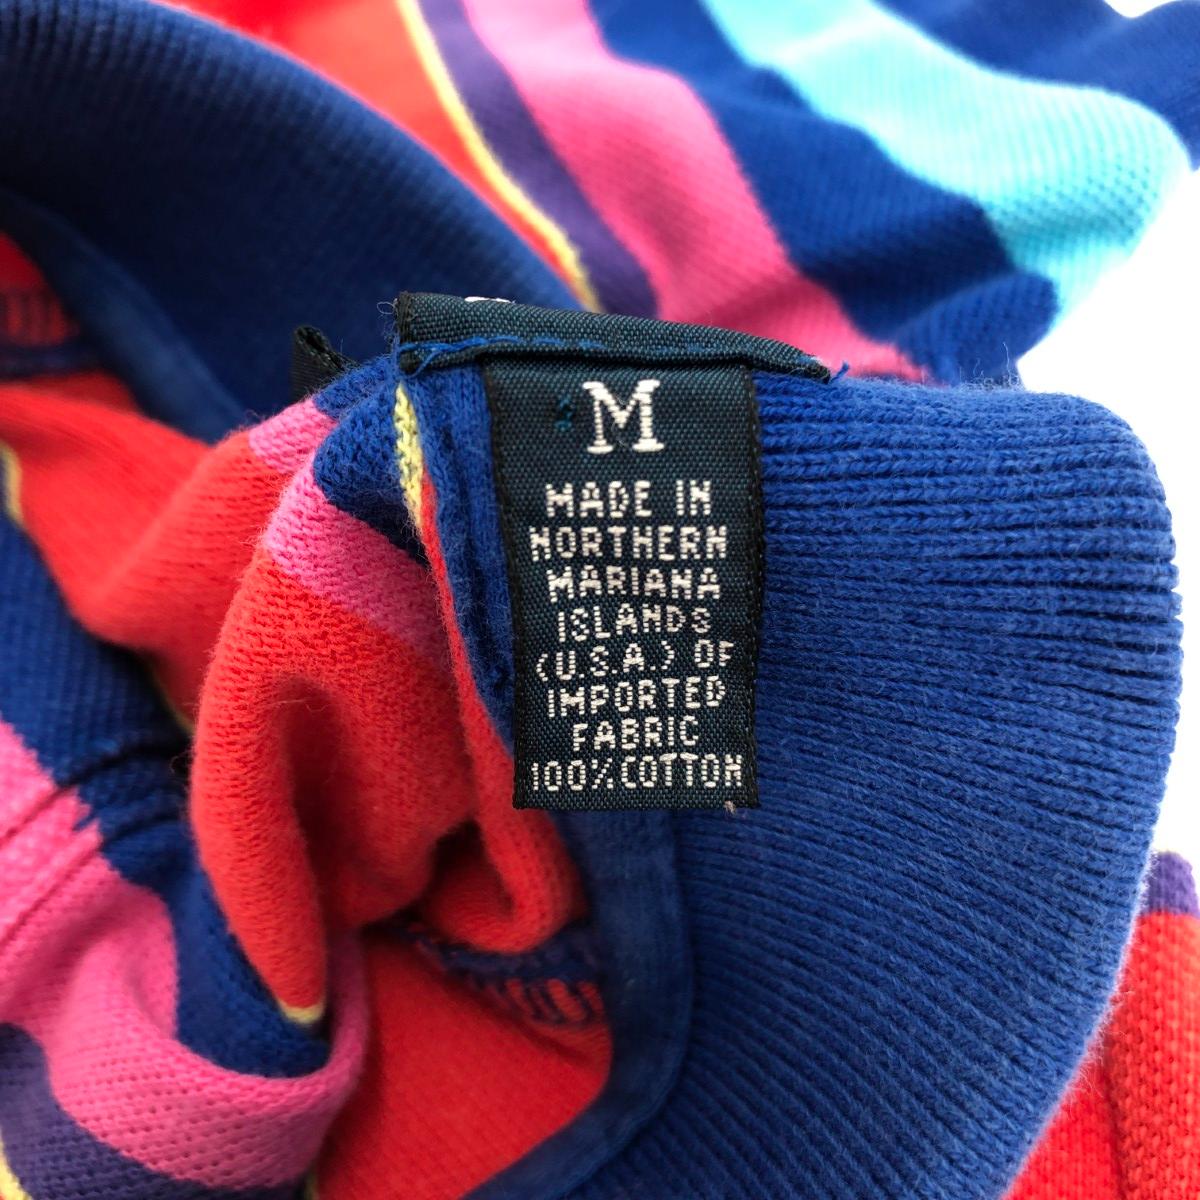 M
MADE IN
NORTHERN
MARIANA
ISLANDS
(U.S.A.) OF
IMPORTED
FABRIC
100% COTTON